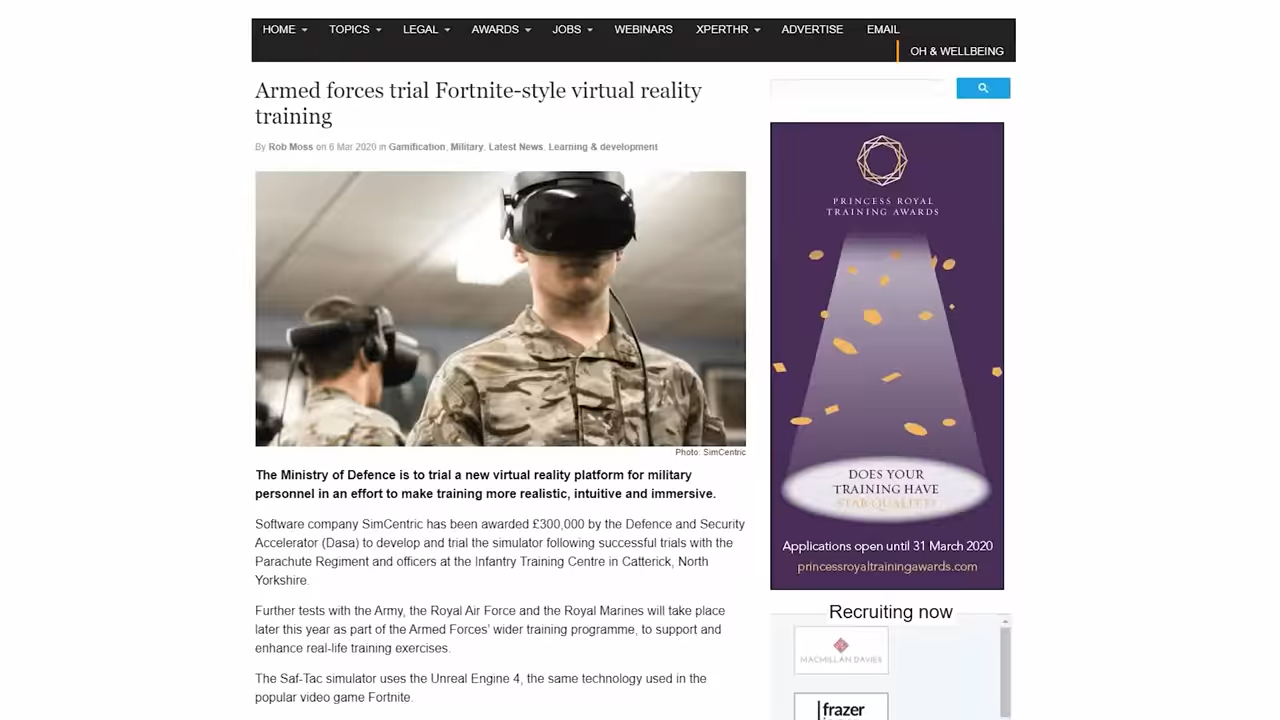 HOME TOPICS LEGAL AWARDS JOBS WEBINARS XPERTHR ADVERTISE EMAIL
OH & WELLBEING
Armed forces trial Fortnite-style virtual reality
training
By Rob Moss on 6 Mar 2020 in Gamification, Military, Latest News, Learning & development
Photo: SimCentric
The Ministry of Defence is to trial a new virtual reality platform for military
personnel in an effort to make training more realistic, intuitive and immersive.
Software company SimCentric has been awarded £300,000 by the Defence and Security
Accelerator (Dasa) to develop and trial the simulator following successful trials with the
Parachute Regiment and officers at the Infantry Training Centre in Catterick, North
Yorkshire.
Further tests with the Army, the Royal Air Force and the Royal Marines will take place
later this year as part of the Armed Forces' wider training programme, to support and
enhance real-life training exercises.
The Saf-Tac simulator uses the Unreal Engine 4, the same technology used in the
popular video game Fortnite.
PRINCESS ROYAL
TRAINING AWARDS
DOES YOUR
TRAINING HAVE
STAR QUALITY?
Applications open until 31 March 2020
princessroyaltrainingawards.com
Recruiting now
MACMILLAN DAVIES
frazer